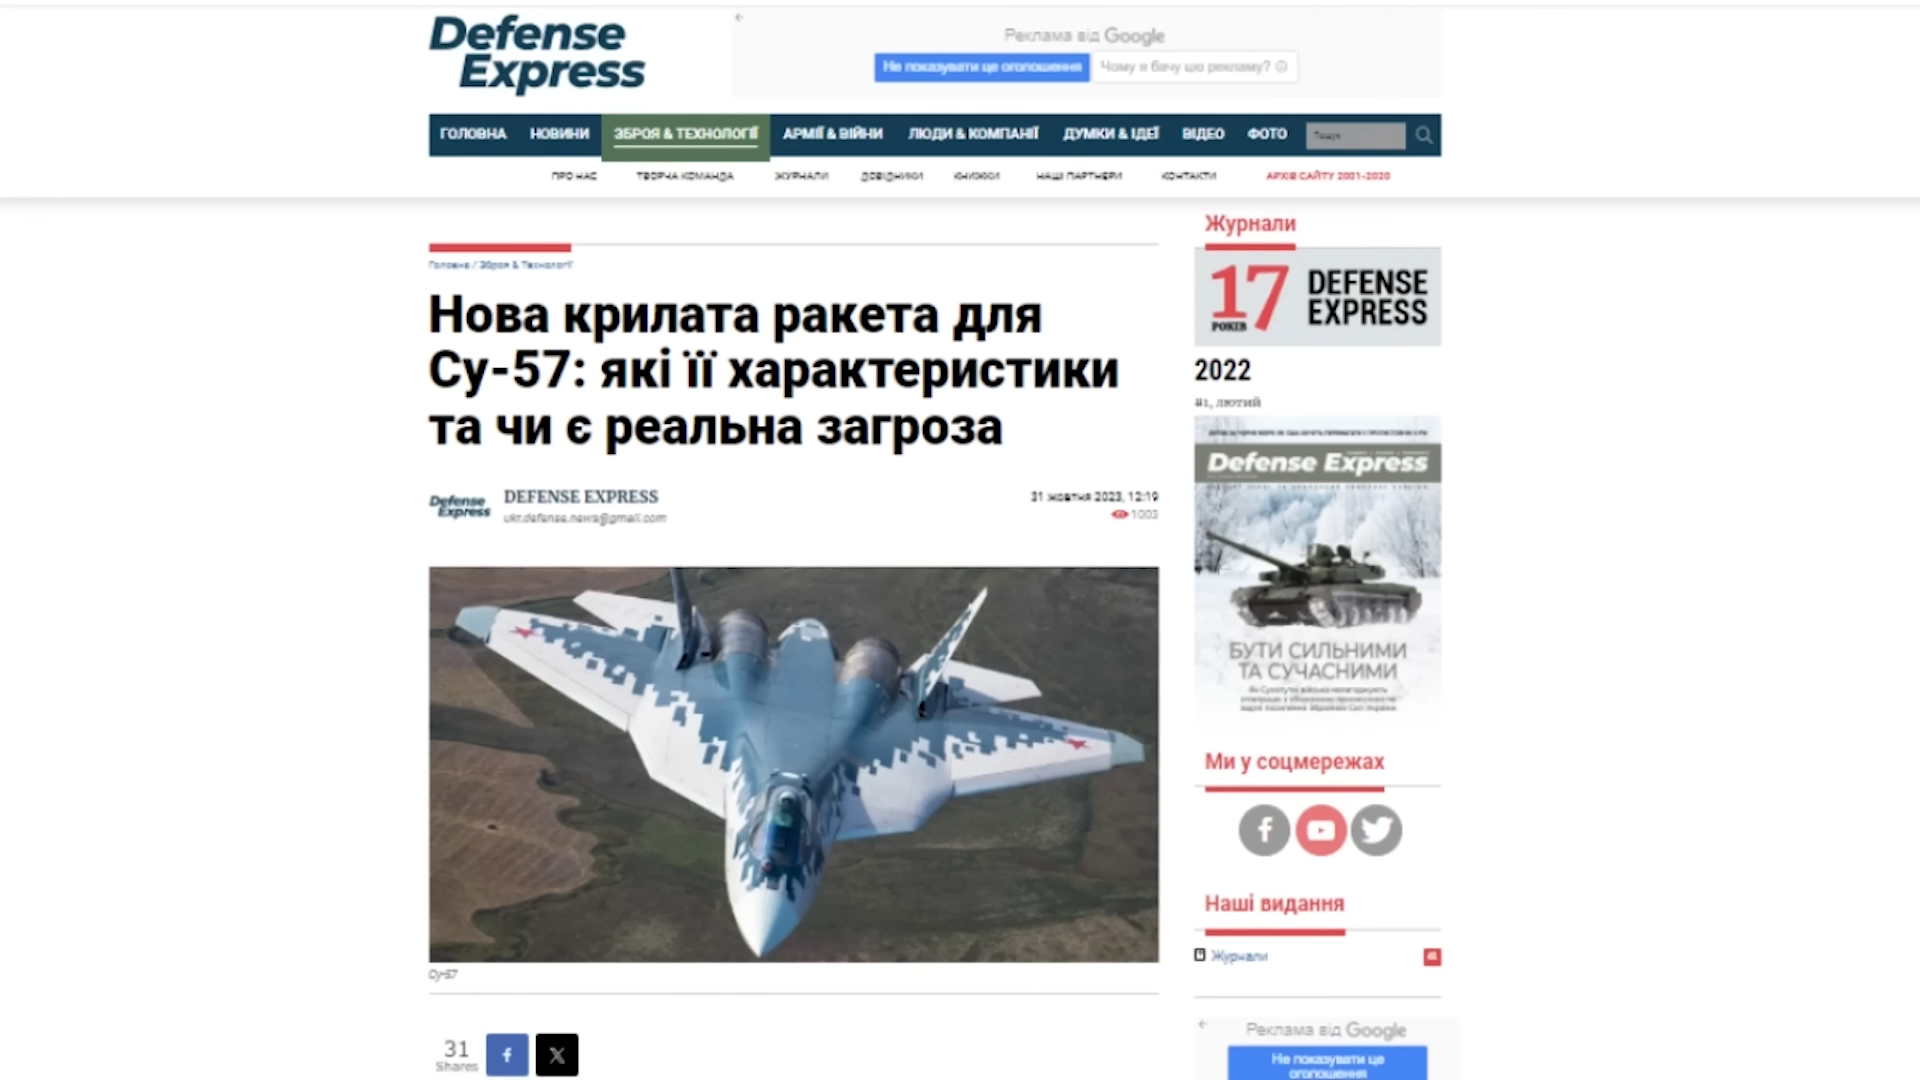 Defense
Express
Реклама від Google
Не показувати це оголошення
Чому я бачу цю рекламу?
ГОЛОВНА НОВИНИ ЗБРОЯ & ТЕХНОЛОГІЇ АРМІЇ & ВІЙНИ ЛЮДИ & КОМПАНІЇ ДУМКИ & ІДЕЇ ВІДЕО ФОТО Пошук
ПРО НАС ТВОРЧА КОМАНДА ЖУРНАЛИ ДОВІДНИКИ КНИЖКИ НАШІ ПАРТНЕРИ КОНТАКТИ АРХІВ САЙТУ 2001-2020
Головна / Зброя & Технології
Нова крилата ракета для
Су-57: які її характеристики
та чи є реальна загроза
Defense
Express
DEFENSE EXPRESS
ukr.defense.news@gmail.com
31 жовтня 2023, 12:19
1003
Су-57
31
Shares
Журнали
17
РОКІВ
DEFENSE
EXPRESS
2022
#1, лютий
Defense Express
БУТИ СИЛЬНИМИ
ТА СУЧАСНИМИ
Ми у соцмережах
Наші видання
Журнали
Реклама від Google
Не показувати це
оголошення